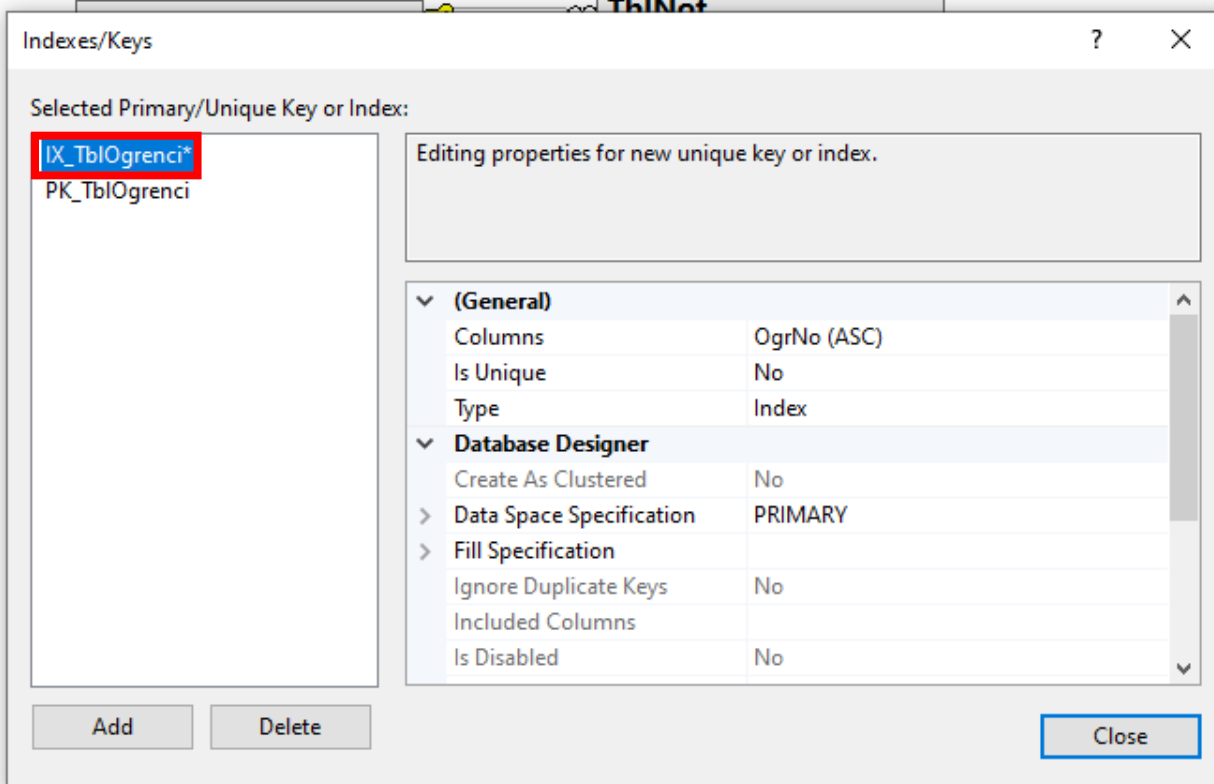 TblNot
Indexes/Keys
?
Selected Primary/Unique Key or Index:
IX_TblOgrenci*
PK_TblOgrenci
Editing properties for new unique key or index.
(General)
Columns OgrNo (ASC)
Is Unique No
Type Index
Database Designer
Create As Clustered No
Data Space Specification PRIMARY
Fill Specification
Ignore Duplicate Keys No
Included Columns
Is Disabled No
Add Delete
Close